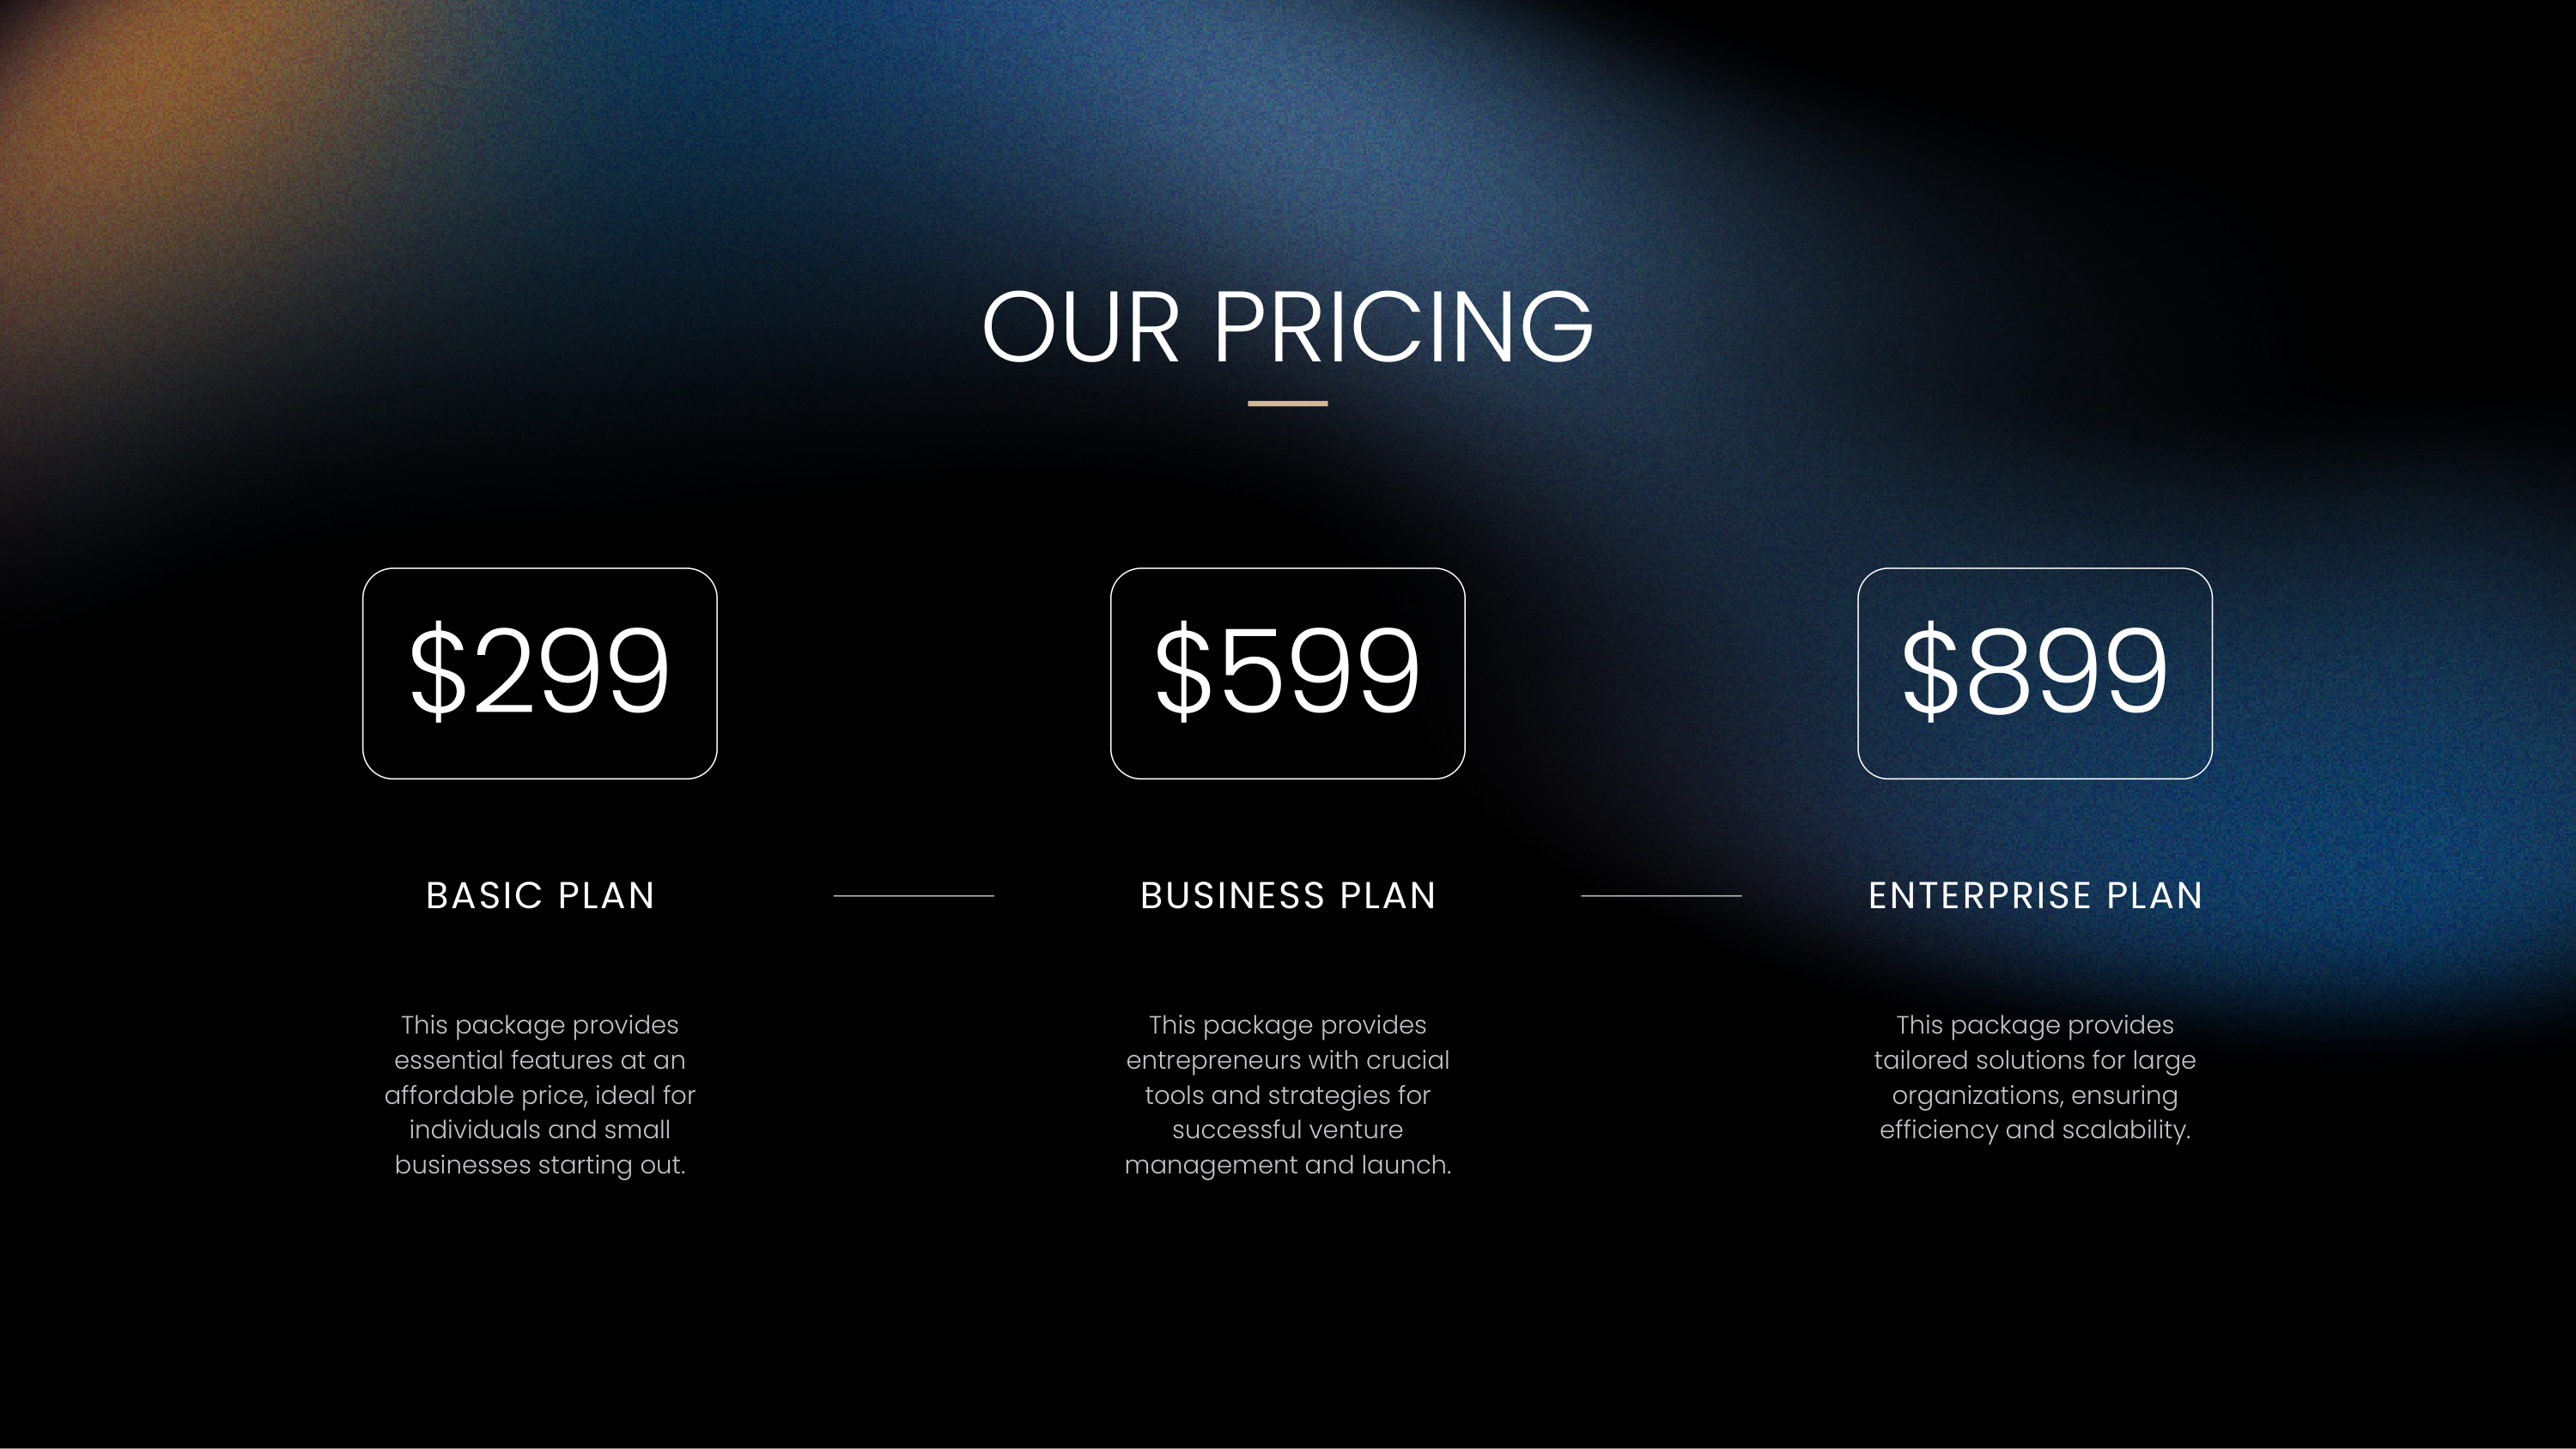 OUR PRICING
$299
$599
$899
BASIC PLAN
BUSINESS PLAN
ENTERPRISE PLAN
This package provides
essential features at an
affordable price, ideal for
individuals and small
businesses starting out.
This package provides
entrepreneurs with crucial
tools and strategies for
successful venture
management and launch.
This package provides
tailored solutions for large
organizations, ensuring
efficiency and scalability.